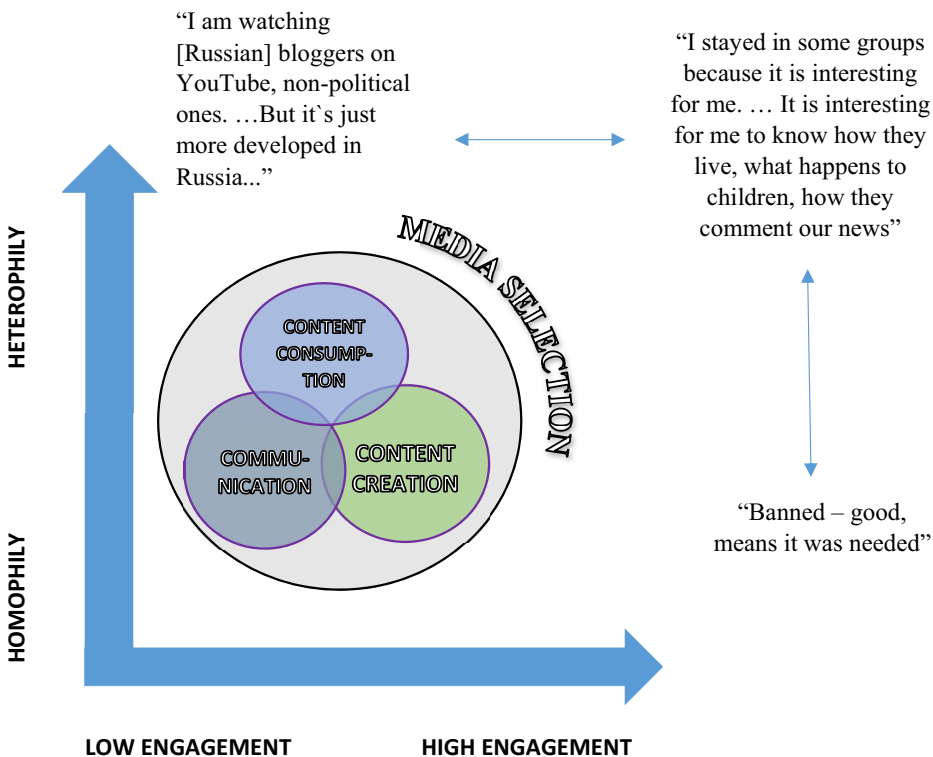 “I am watching
[Russian] bloggers on
YouTube, non-political
ones. …But it`s just
more developed in
Russia...”
“I stayed in some groups
because it is interesting
for me. … It is interesting
for me to know how they
live, what happens to
children, how they
comment our news”
HETEROPHILY
MEDIA SELECTION
CONTENT
CONSUMP-
TION
COMMU-
NICATION
CONTENT
CREATION
“Banned – good,
means it was needed”
HOMOPHILY
LOW ENGAGEMENT
HIGH ENGAGEMENT